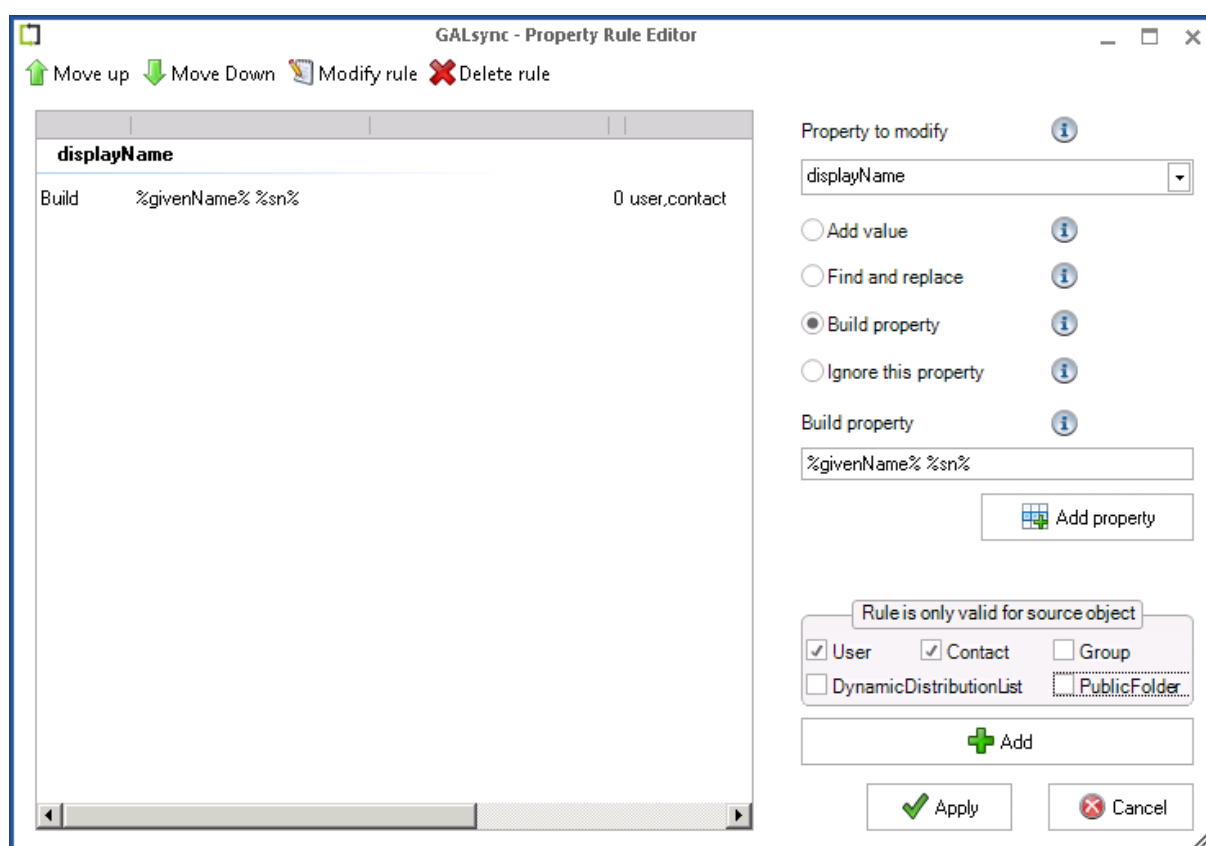 GALsync - Property Rule Editor
Move up Move Down Modify rule Delete rule
displayName
Build %givenName% %sn% 0 user,contact
Property to modify
displayName
Add value
Find and replace
Build property
Ignore this property
Build property
%givenName% %sn%
Add property
Rule is only valid for source object
User Contact Group
DynamicDistributionList PublicFolder
Add
Apply Cancel